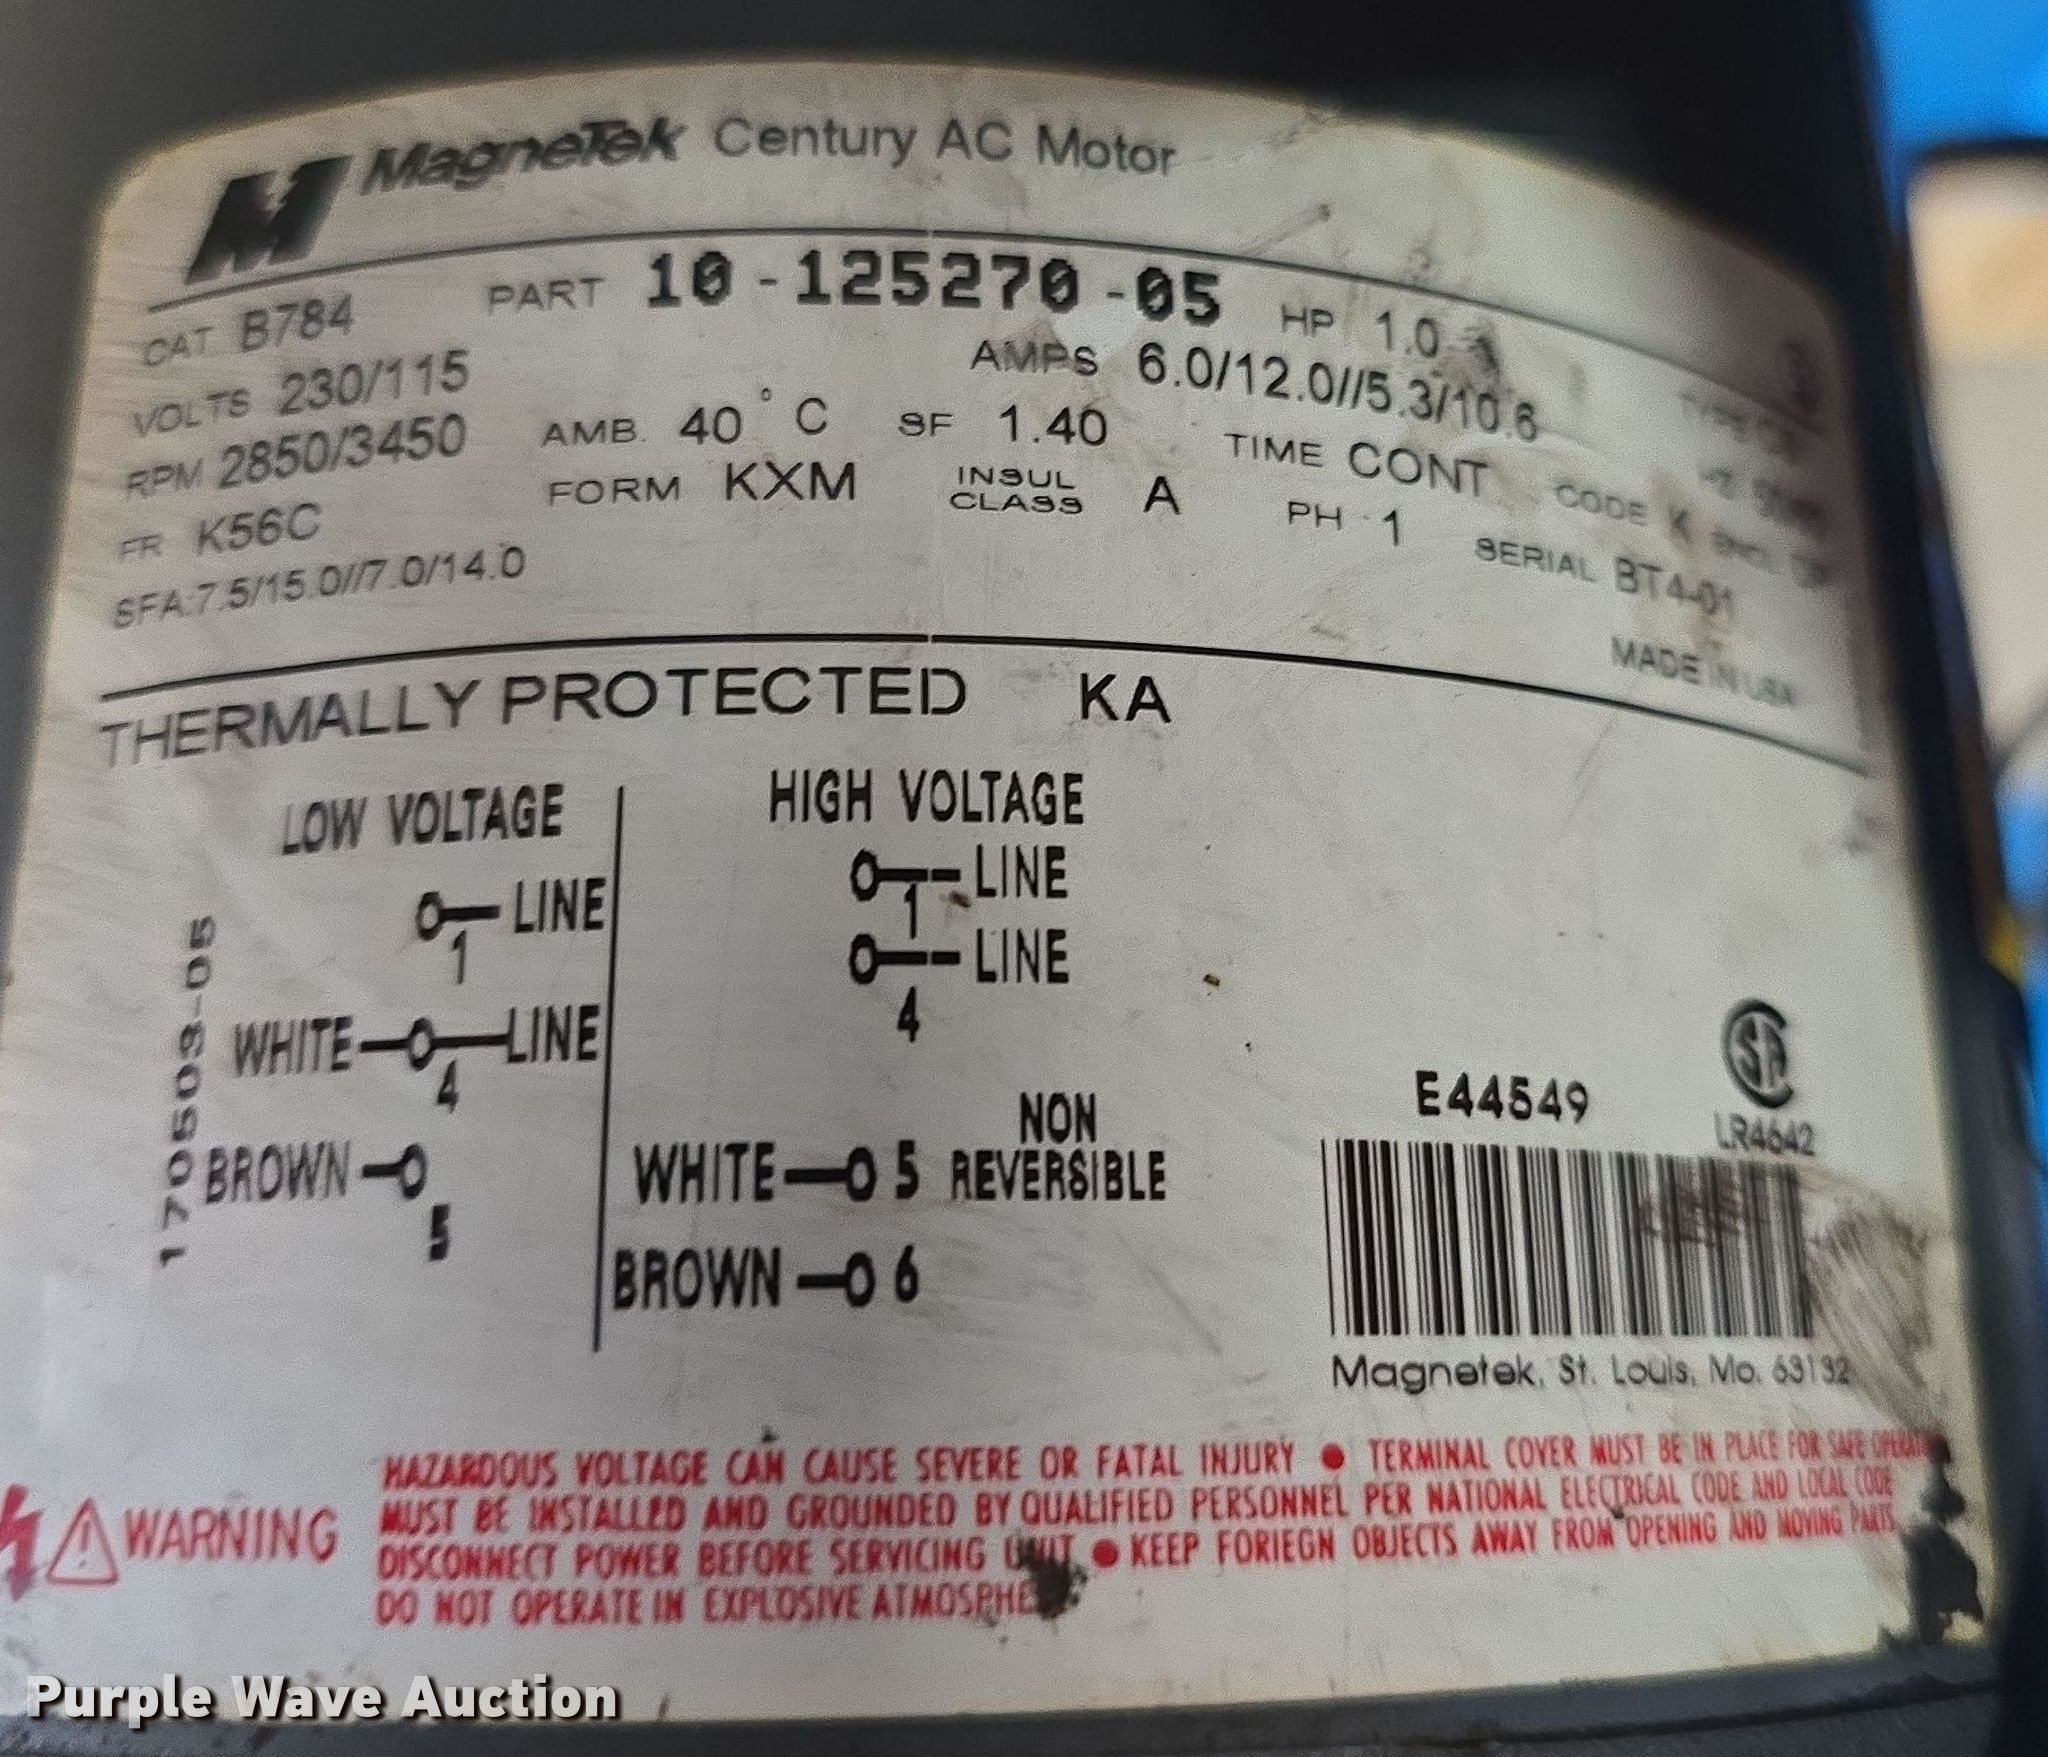 MagneTek Century AC Motor
CAT B784 PART 10-125270-05 HP 1.0
VOLTS 230/115 AMPS 6.0/12.0//5.3/10.6
RPM 2850/3450 AMB. 40°C SF 1.40 TIME CONT CODE K
FR K56C FORM KXM INSUL CLASS A PH 1 SERIAL BT4-01
SFA:7.5/15.0//7.0/14.0 MADE IN USA
THERMALLY PROTECTED KA
170503-05
LOW VOLTAGE
LINE
1
WHITE LINE
4
BROWN
5
HIGH VOLTAGE
LINE
1
LINE
4
NON
WHITE 5 REVERSIBLE
BROWN 6
E44549
SA
LR4642
Magnetek, St. Louis, Mo. 63132
WARNING
HAZARDOUS VOLTAGE CAN CAUSE SEVERE OR FATAL INJURY ● TERMINAL COVER MUST BE IN PLACE FOR SAFE
MUST BE INSTALLED AND GROUNDED BY QUALIFIED PERSONNEL PER NATIONAL ELECTRICAL CODE AND LOCAL CODE
DISCONNECT POWER BEFORE SERVICING UNIT ● KEEP FORIEGN OBJECTS AWAY FROM OPENING AND MOVING PARTS
DO NOT OPERATE IN EXPLOSIVE
Purple Wave Auction